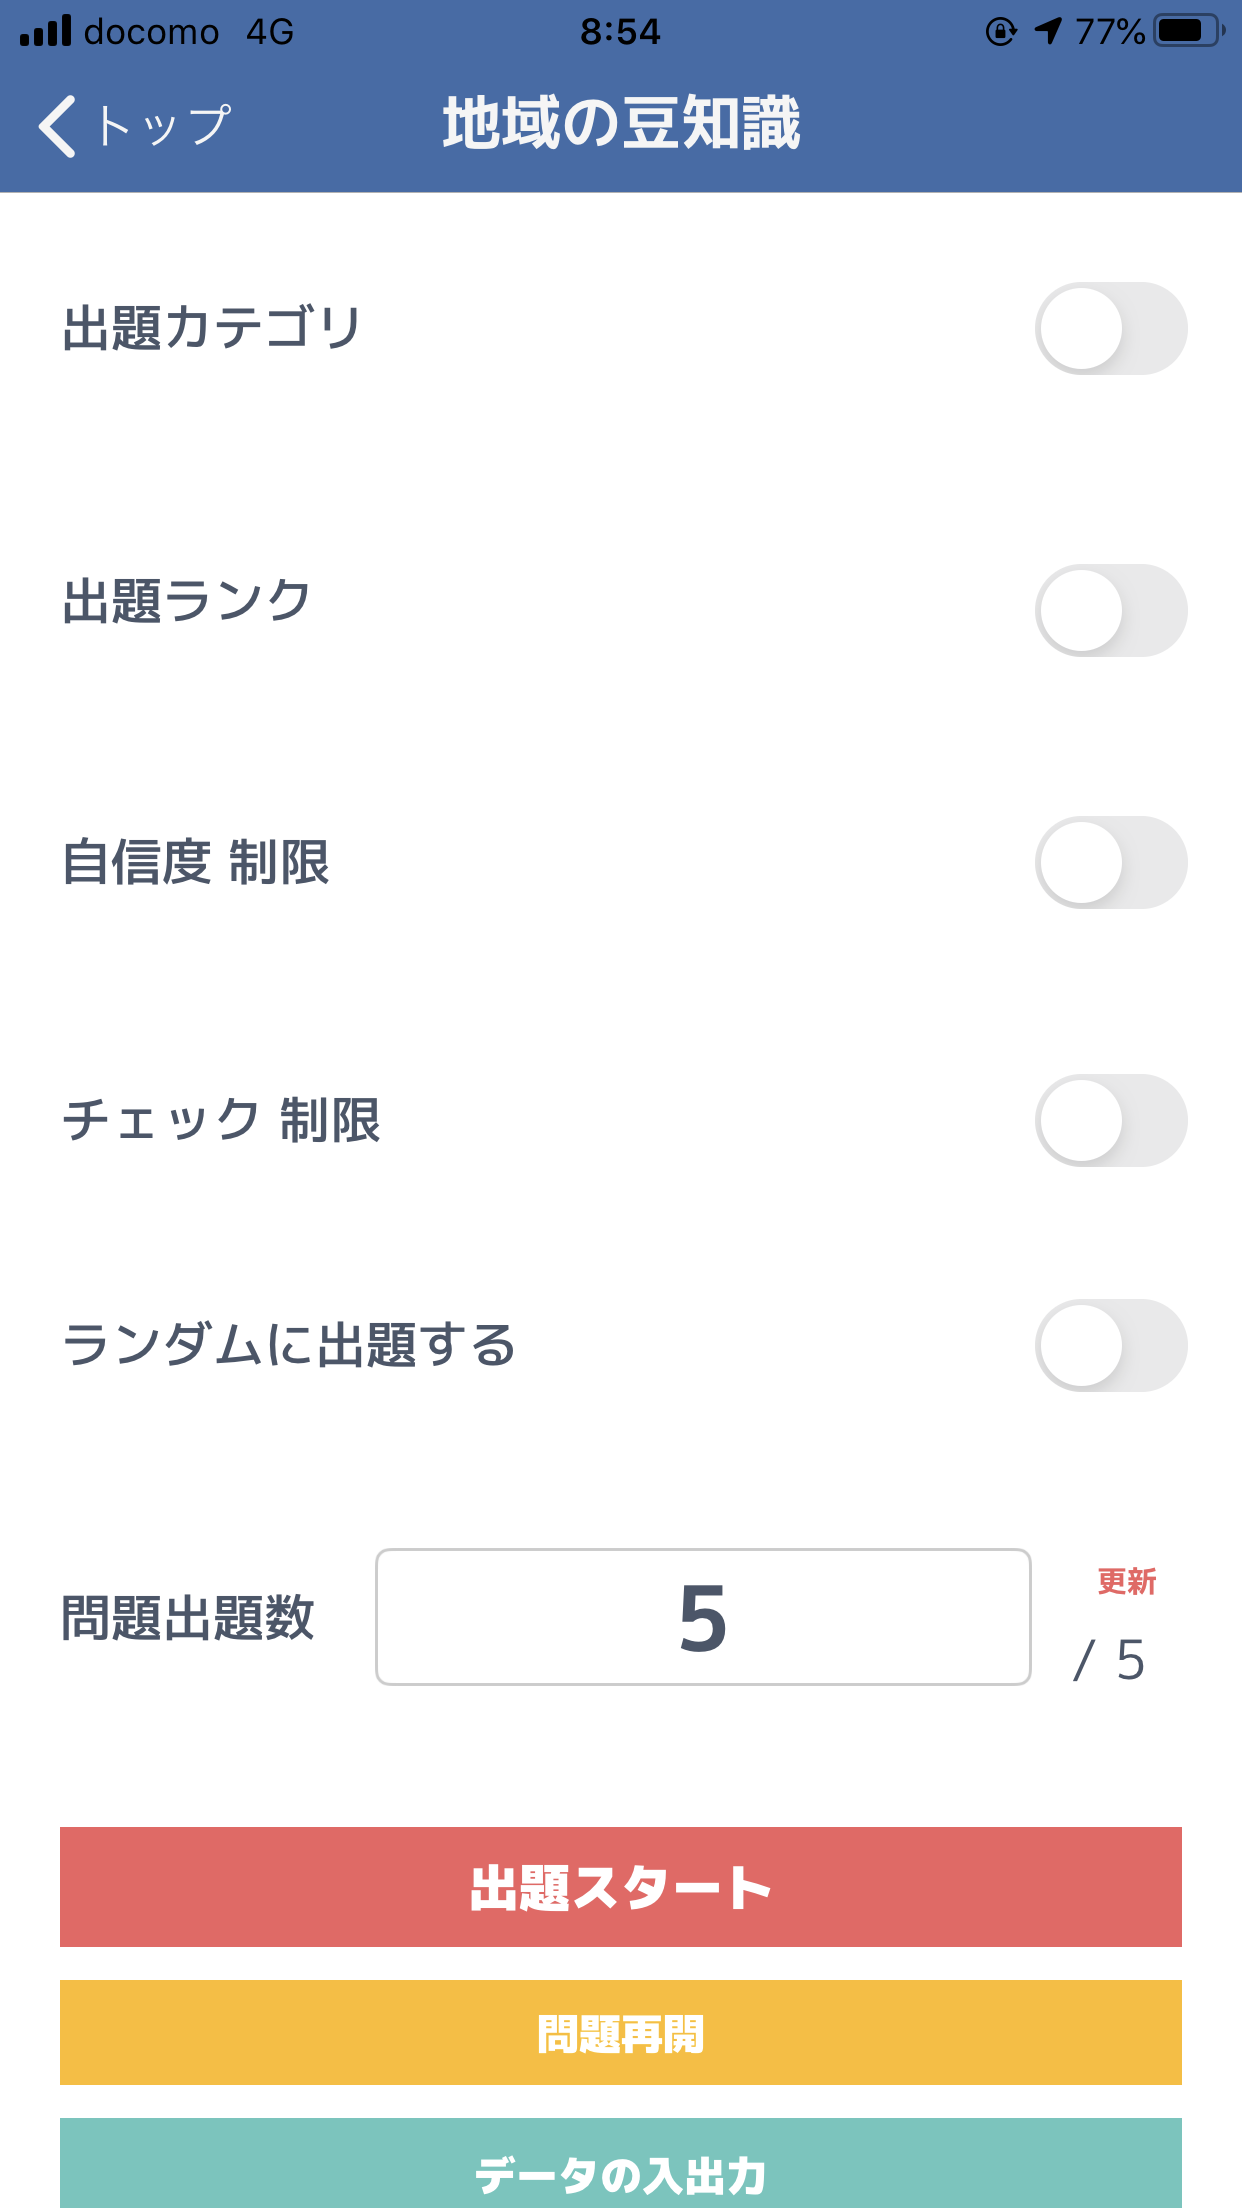 docomo 4G 8:54 77%
トップ 地域の豆知識
出題カテゴリ
出題ランク
自信度 制限
チェック 制限
ランダムに出題する
問題出題数 5 更新
/ 5
出題スタート
問題再開
データの入出力